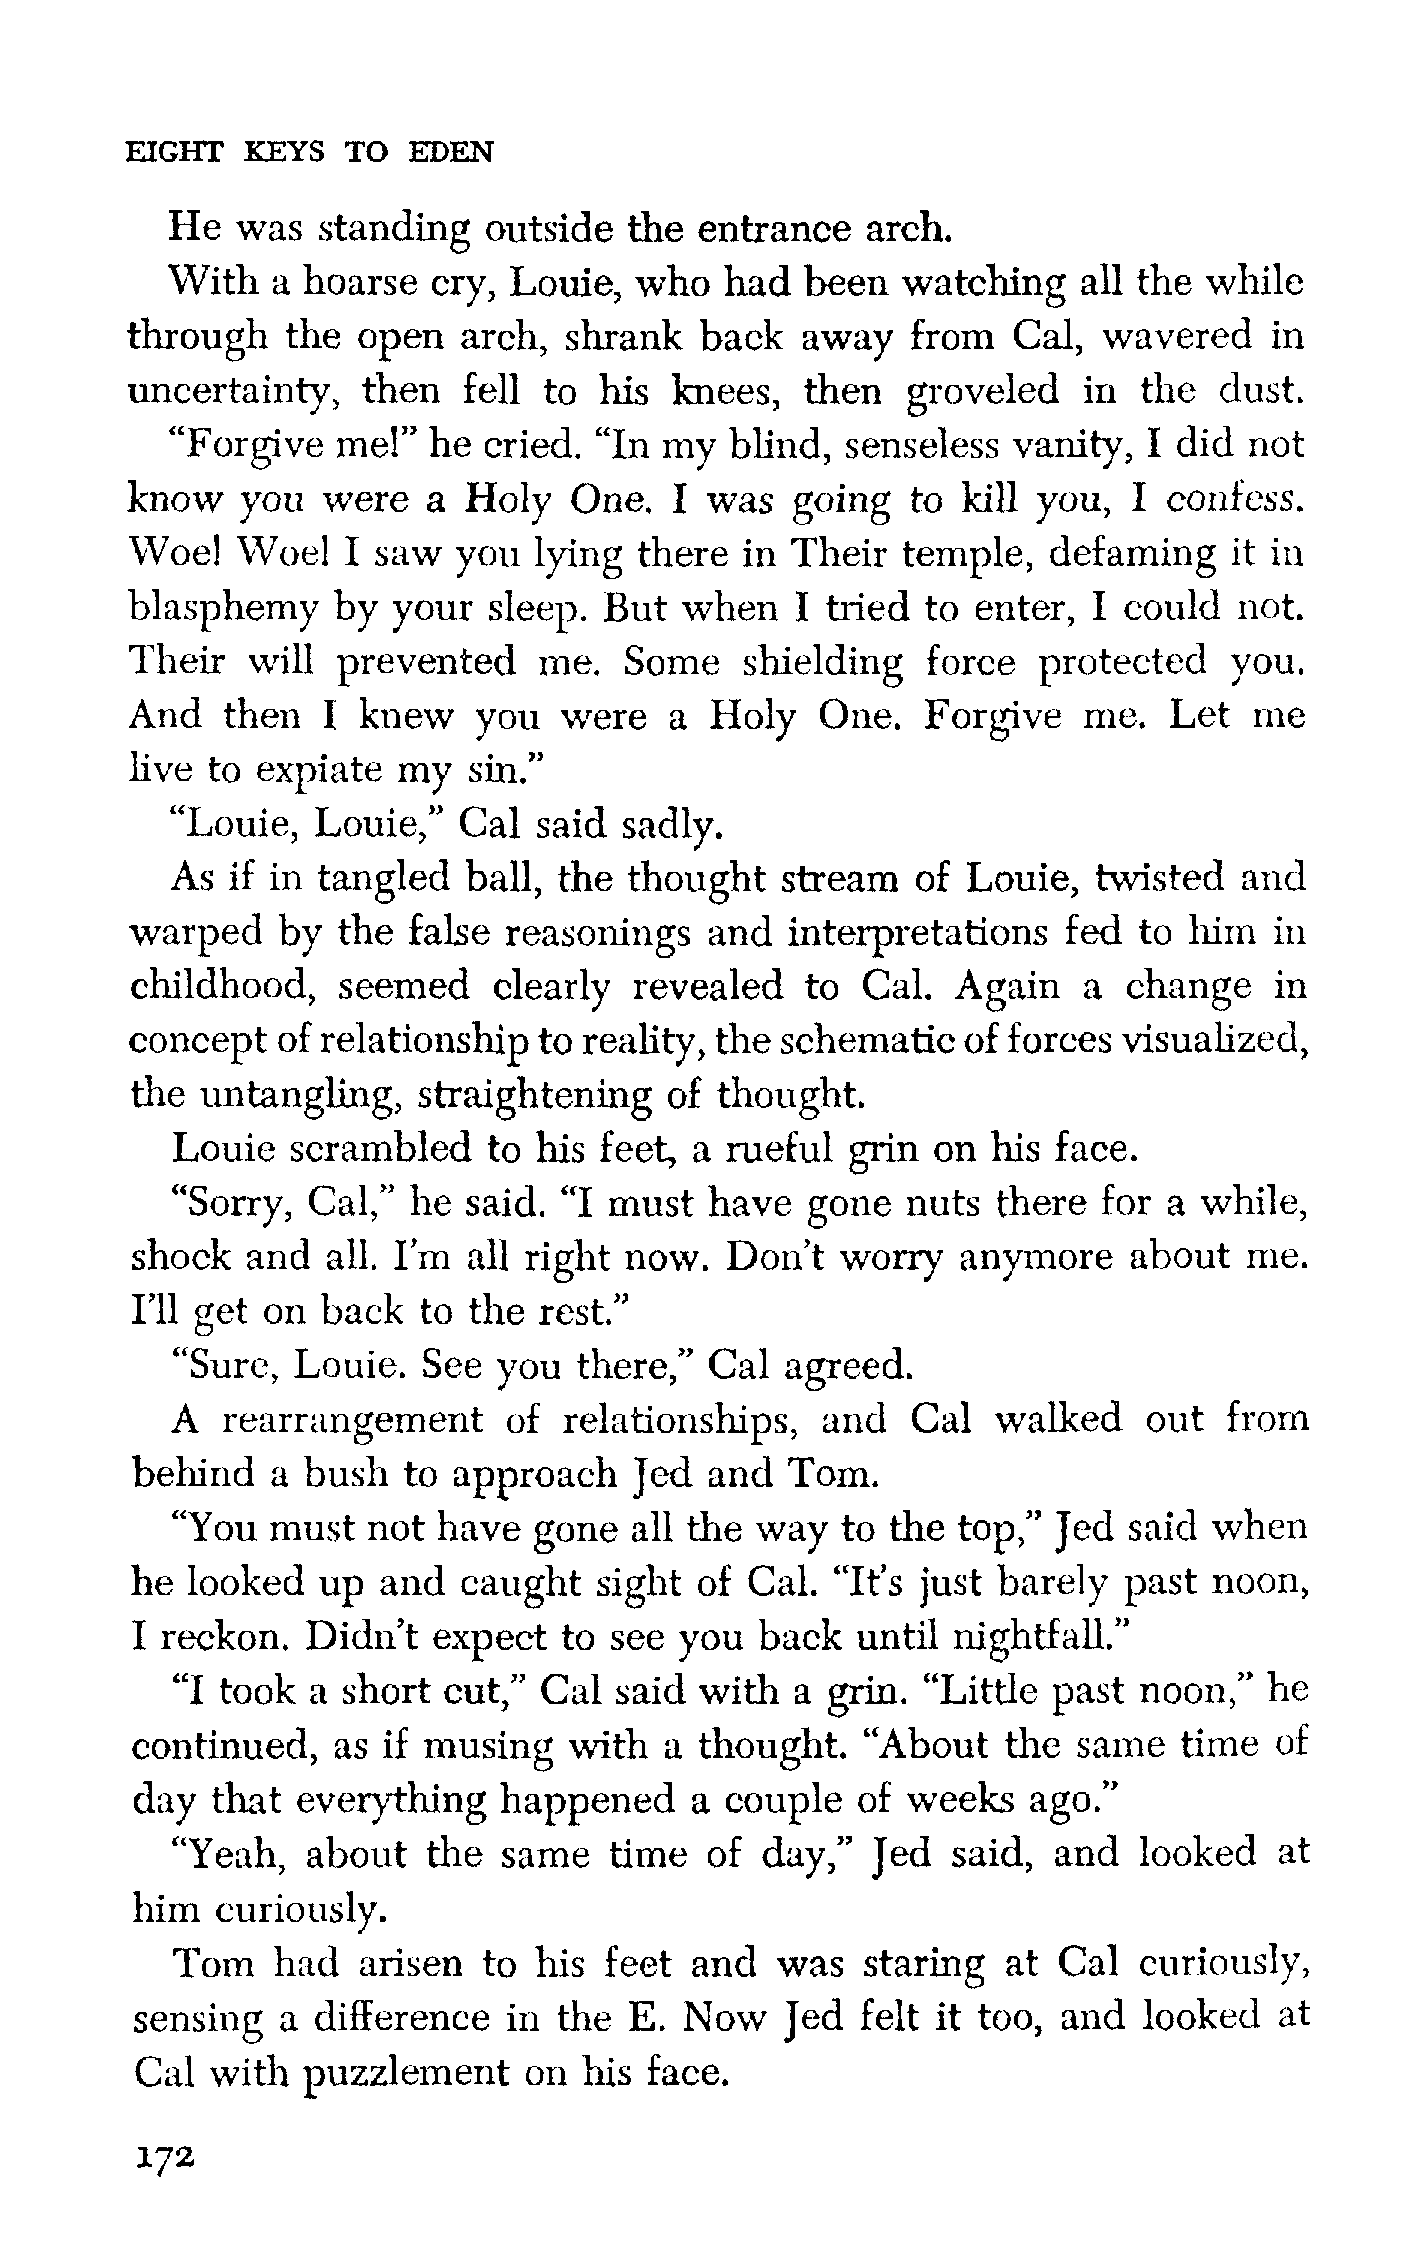 EIGHT KEYS TO EDEN
He was standing outside the entrance arch.
With a hoarse cry, Louie, who had been watching all the while
through the open arch, shrank back away from Cal, wavered in
uncertainty, then fell to his knees, then groveled in the dust.
“Forgive me!” he cried. “In my blind, senseless vanity, I did not
know you were a Holy One. I was going to kill you, I confess.
Woe! Woe! I saw you lying there in Their temple, defaming it in
blasphemy by your sleep. But when I tried to enter, I could not.
Their will prevented me. Some shielding force protected you.
And then I knew you were a Holy One. Forgive me. Let me
live to expiate my sin.”
“Louie, Louie,” Cal said sadly.
As if in tangled ball, the thought stream of Louie, twisted and
warped by the false reasonings and interpretations fed to him in
childhood, seemed clearly revealed to Cal. Again a change in
concept of relationship to reality, the schematic of forces visualized,
the untangling, straightening of thought.
Louie scrambled to his feet, a rueful grin on his face.
“Sorry, Cal,” he said. “I must have gone nuts there for a while,
shock and all. I’m all right now. Don’t worry anymore about me.
I’ll get on back to the rest.”
“Sure, Louie. See you there,” Cal agreed.
A rearrangement of relationships, and Cal walked out from
behind a bush to approach Jed and Tom.
“You must not have gone all the way to the top,” Jed said when
he looked up and caught sight of Cal. “It’s just barely past noon,
I reckon. Didn’t expect to see you back until nightfall.”
“I took a short cut,” Cal said with a grin. “Little past noon,” he
continued, as if musing with a thought. “About the same time of
day that everything happened a couple of weeks ago.”
“Yeah, about the same time of day,” Jed said, and looked at
him curiously.
Tom had arisen to his feet and was staring at Cal curiously,
sensing a difference in the E. Now Jed felt it too, and looked at
Cal with puzzlement on his face.
172